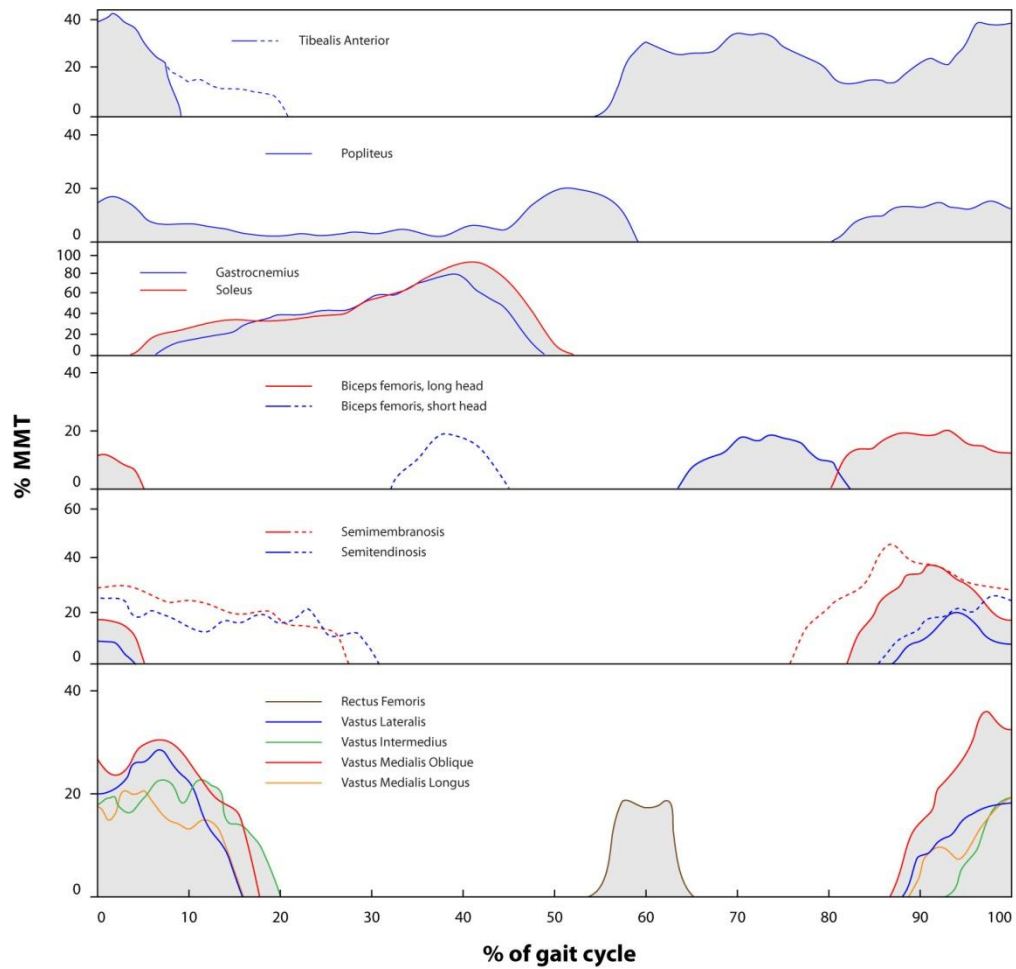 40
20
0
Tibealis Anterior
40
20
0
Popliteus
100
80
60
40
20
0
Gastrocnemius
Soleus
40
20
0
Biceps femoris, long head
Biceps femoris, short head
60
40
20
0
Semimembranosis
Semitendinosis
40
20
0
Rectus Femoris
Vastus Lateralis
Vastus Intermedius
Vastus Medialis Oblique
Vastus Medialis Longus
% MMT
0 10 20 30 40 50 60 70 80 90 100
% of gait cycle